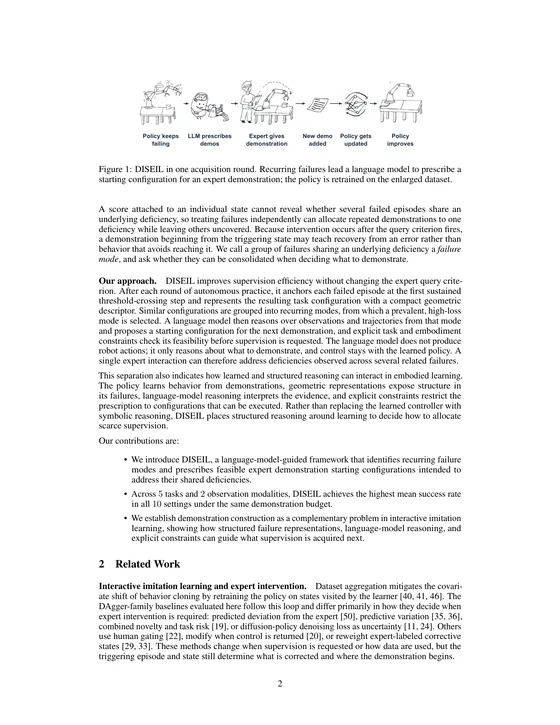 Policy keeps failing
LLM prescribes demos
Expert gives demonstration
New demo added
Policy gets updated
Policy improves
Figure 1: DISEIL in one acquisition round. Recurring failures lead a language model to prescribe a
starting configuration for an expert demonstration; the policy is retrained on the enlarged dataset.
A score attached to an individual state cannot reveal whether several failed episodes share an
underlying deficiency, so treating failures independently can allocate repeated demonstrations to one
deficiency while leaving others uncovered. Because intervention occurs after the query criterion fires,
a demonstration beginning from the triggering state may teach recovery from an error rather than
behavior that avoids reaching it. We call a group of failures sharing an underlying deficiency a failure
mode, and ask whether they can be consolidated when deciding what to demonstrate.
Our approach. DISEIL improves supervision efficiency without changing the expert query crite-
rion. After each round of autonomous practice, it anchors each failed episode at the first sustained
threshold-crossing step and represents the resulting task configuration with a compact geometric
descriptor. Similar configurations are grouped into recurring modes, from which a prevalent, high-loss
mode is selected. A language model then reasons over observations and trajectories from that mode
and proposes a starting configuration for the next demonstration, and explicit task and embodiment
constraints check its feasibility before supervision is requested. The language model does not produce
robot actions; it only reasons about what to demonstrate, and control stays with the learned policy. A
single expert interaction can therefore address deficiencies observed across several related failures.
This separation also indicates how learned and structured reasoning can interact in embodied learning.
The policy learns behavior from demonstrations, geometric representations expose structure in
its failures, language-model reasoning interprets the evidence, and explicit constraints restrict the
prescription to configurations that can be executed. Rather than replacing the learned controller with
symbolic reasoning, DISEIL places structured reasoning around learning to decide how to allocate
scarce supervision.
Our contributions are:
• We introduce DISEIL, a language-model-guided framework that identifies recurring failure
modes and prescribes feasible expert demonstration starting configurations intended to
address their shared deficiencies.
• Across 5 tasks and 2 observation modalities, DISEIL achieves the highest mean success rate
in all 10 settings under the same demonstration budget.
• We establish demonstration construction as a complementary problem in interactive imitation
learning, showing how structured failure representations, language-model reasoning, and
explicit constraints can guide what supervision is acquired next.
2 Related Work
Interactive imitation learning and expert intervention. Dataset aggregation mitigates the covari-
ate shift of behavior cloning by retraining the policy on states visited by the learner [40, 41, 46]. The
DAgger-family baselines evaluated here follow this loop and differ primarily in how they decide when
expert intervention is required: predicted deviation from the expert [50], predictive variation [35, 36],
combined novelty and task risk [19], or diffusion-policy denoising loss as uncertainty [11, 24]. Others
use human gating [22], modify when control is returned [20], or reweight expert-labeled corrective
states [29, 33]. These methods change when supervision is requested or how data are used, but the
triggering episode and state still determine what is corrected and where the demonstration begins.
2